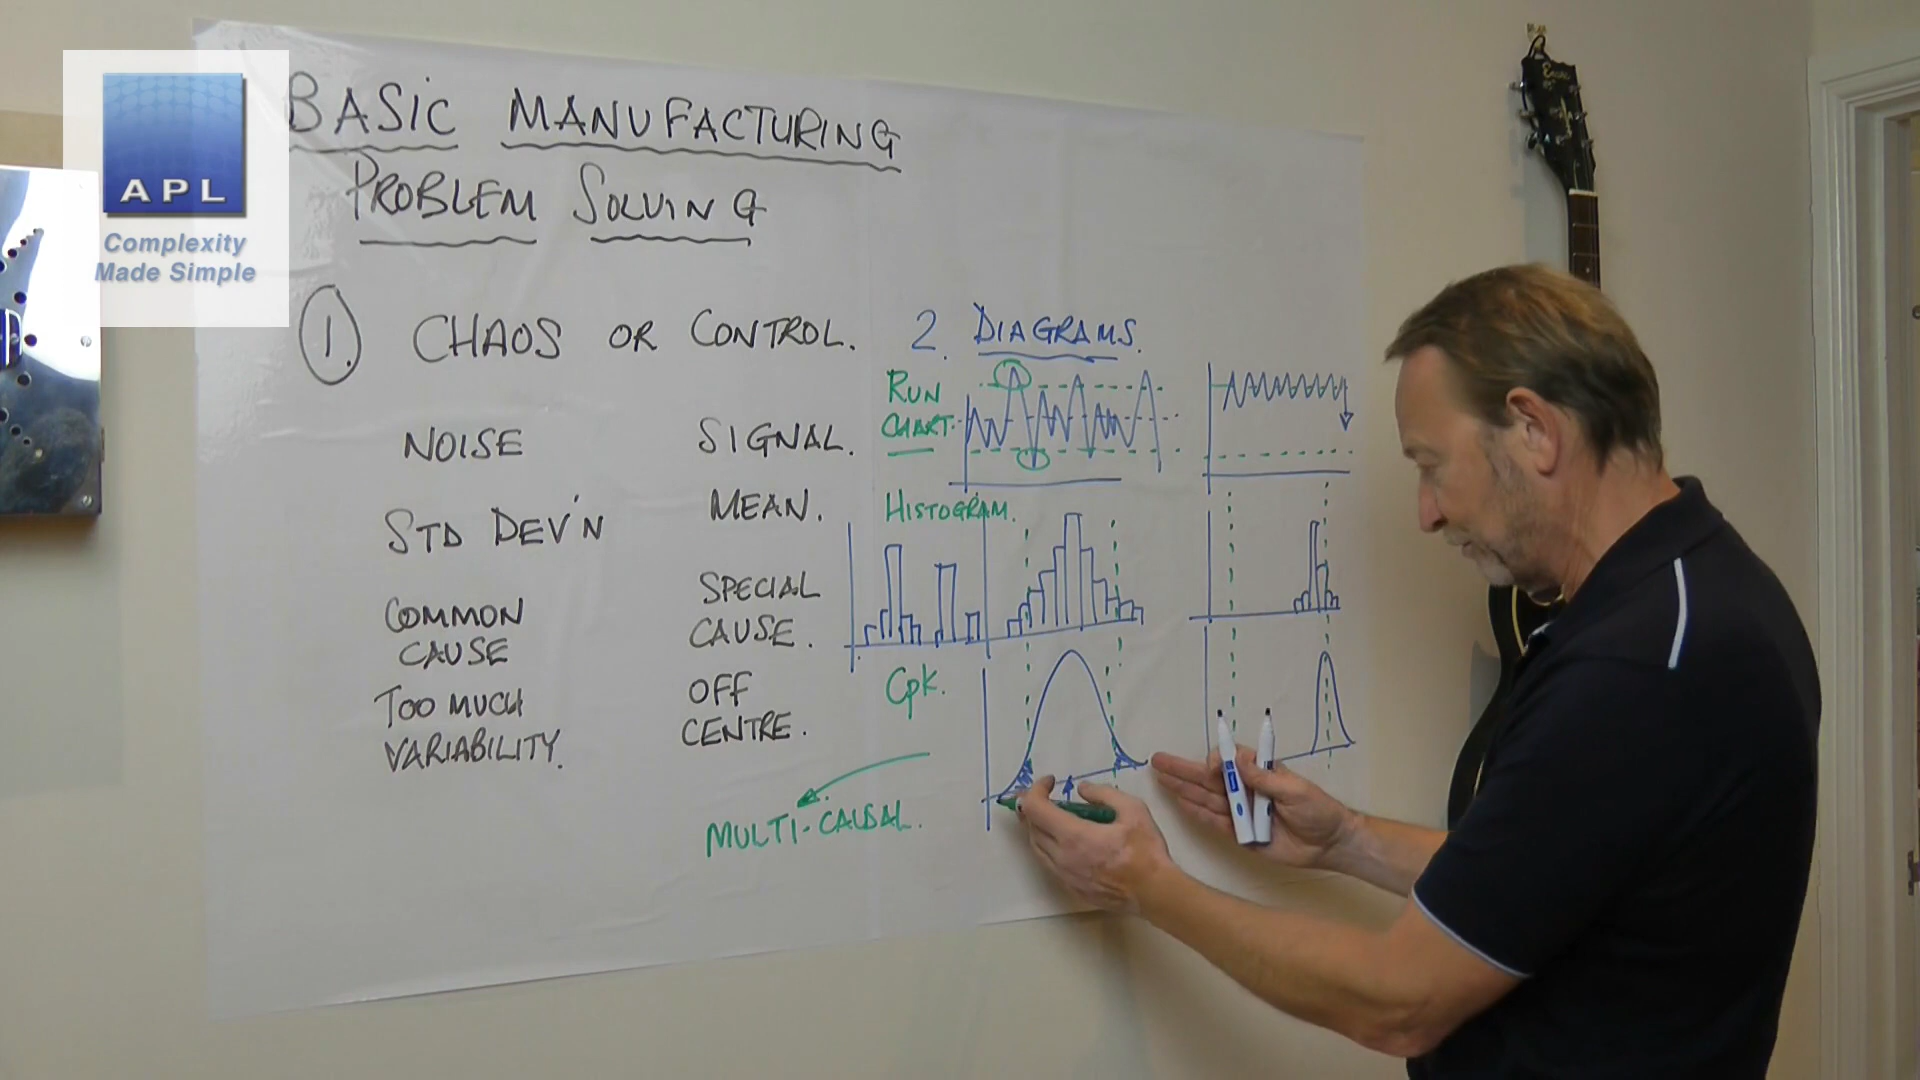 APL
Complexity
Made Simple
BASIC MANUFACTURING
PROBLEM SOLVING
1. CHAOS OR CONTROL.
NOISE
SIGNAL.
STD DEV'N
MEAN.
COMMON
CAUSE
SPECIAL
CAUSE.
TOO MUCH
VARIABILITY.
OFF
CENTRE.
2. DIAGRAMS.
RUN
CHART.
HISTOGRAM.
Cpk.
MULTI-CAUSAL.